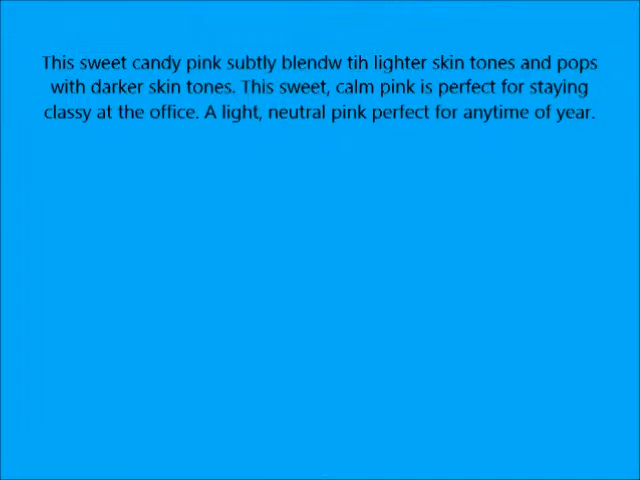 This sweet candy pink subtly blendw tih lighter skin tones and pops
with darker skin tones. This sweet, calm pink is perfect for staying
classy at the office. A light, neutral pink perfect for anytime of year.